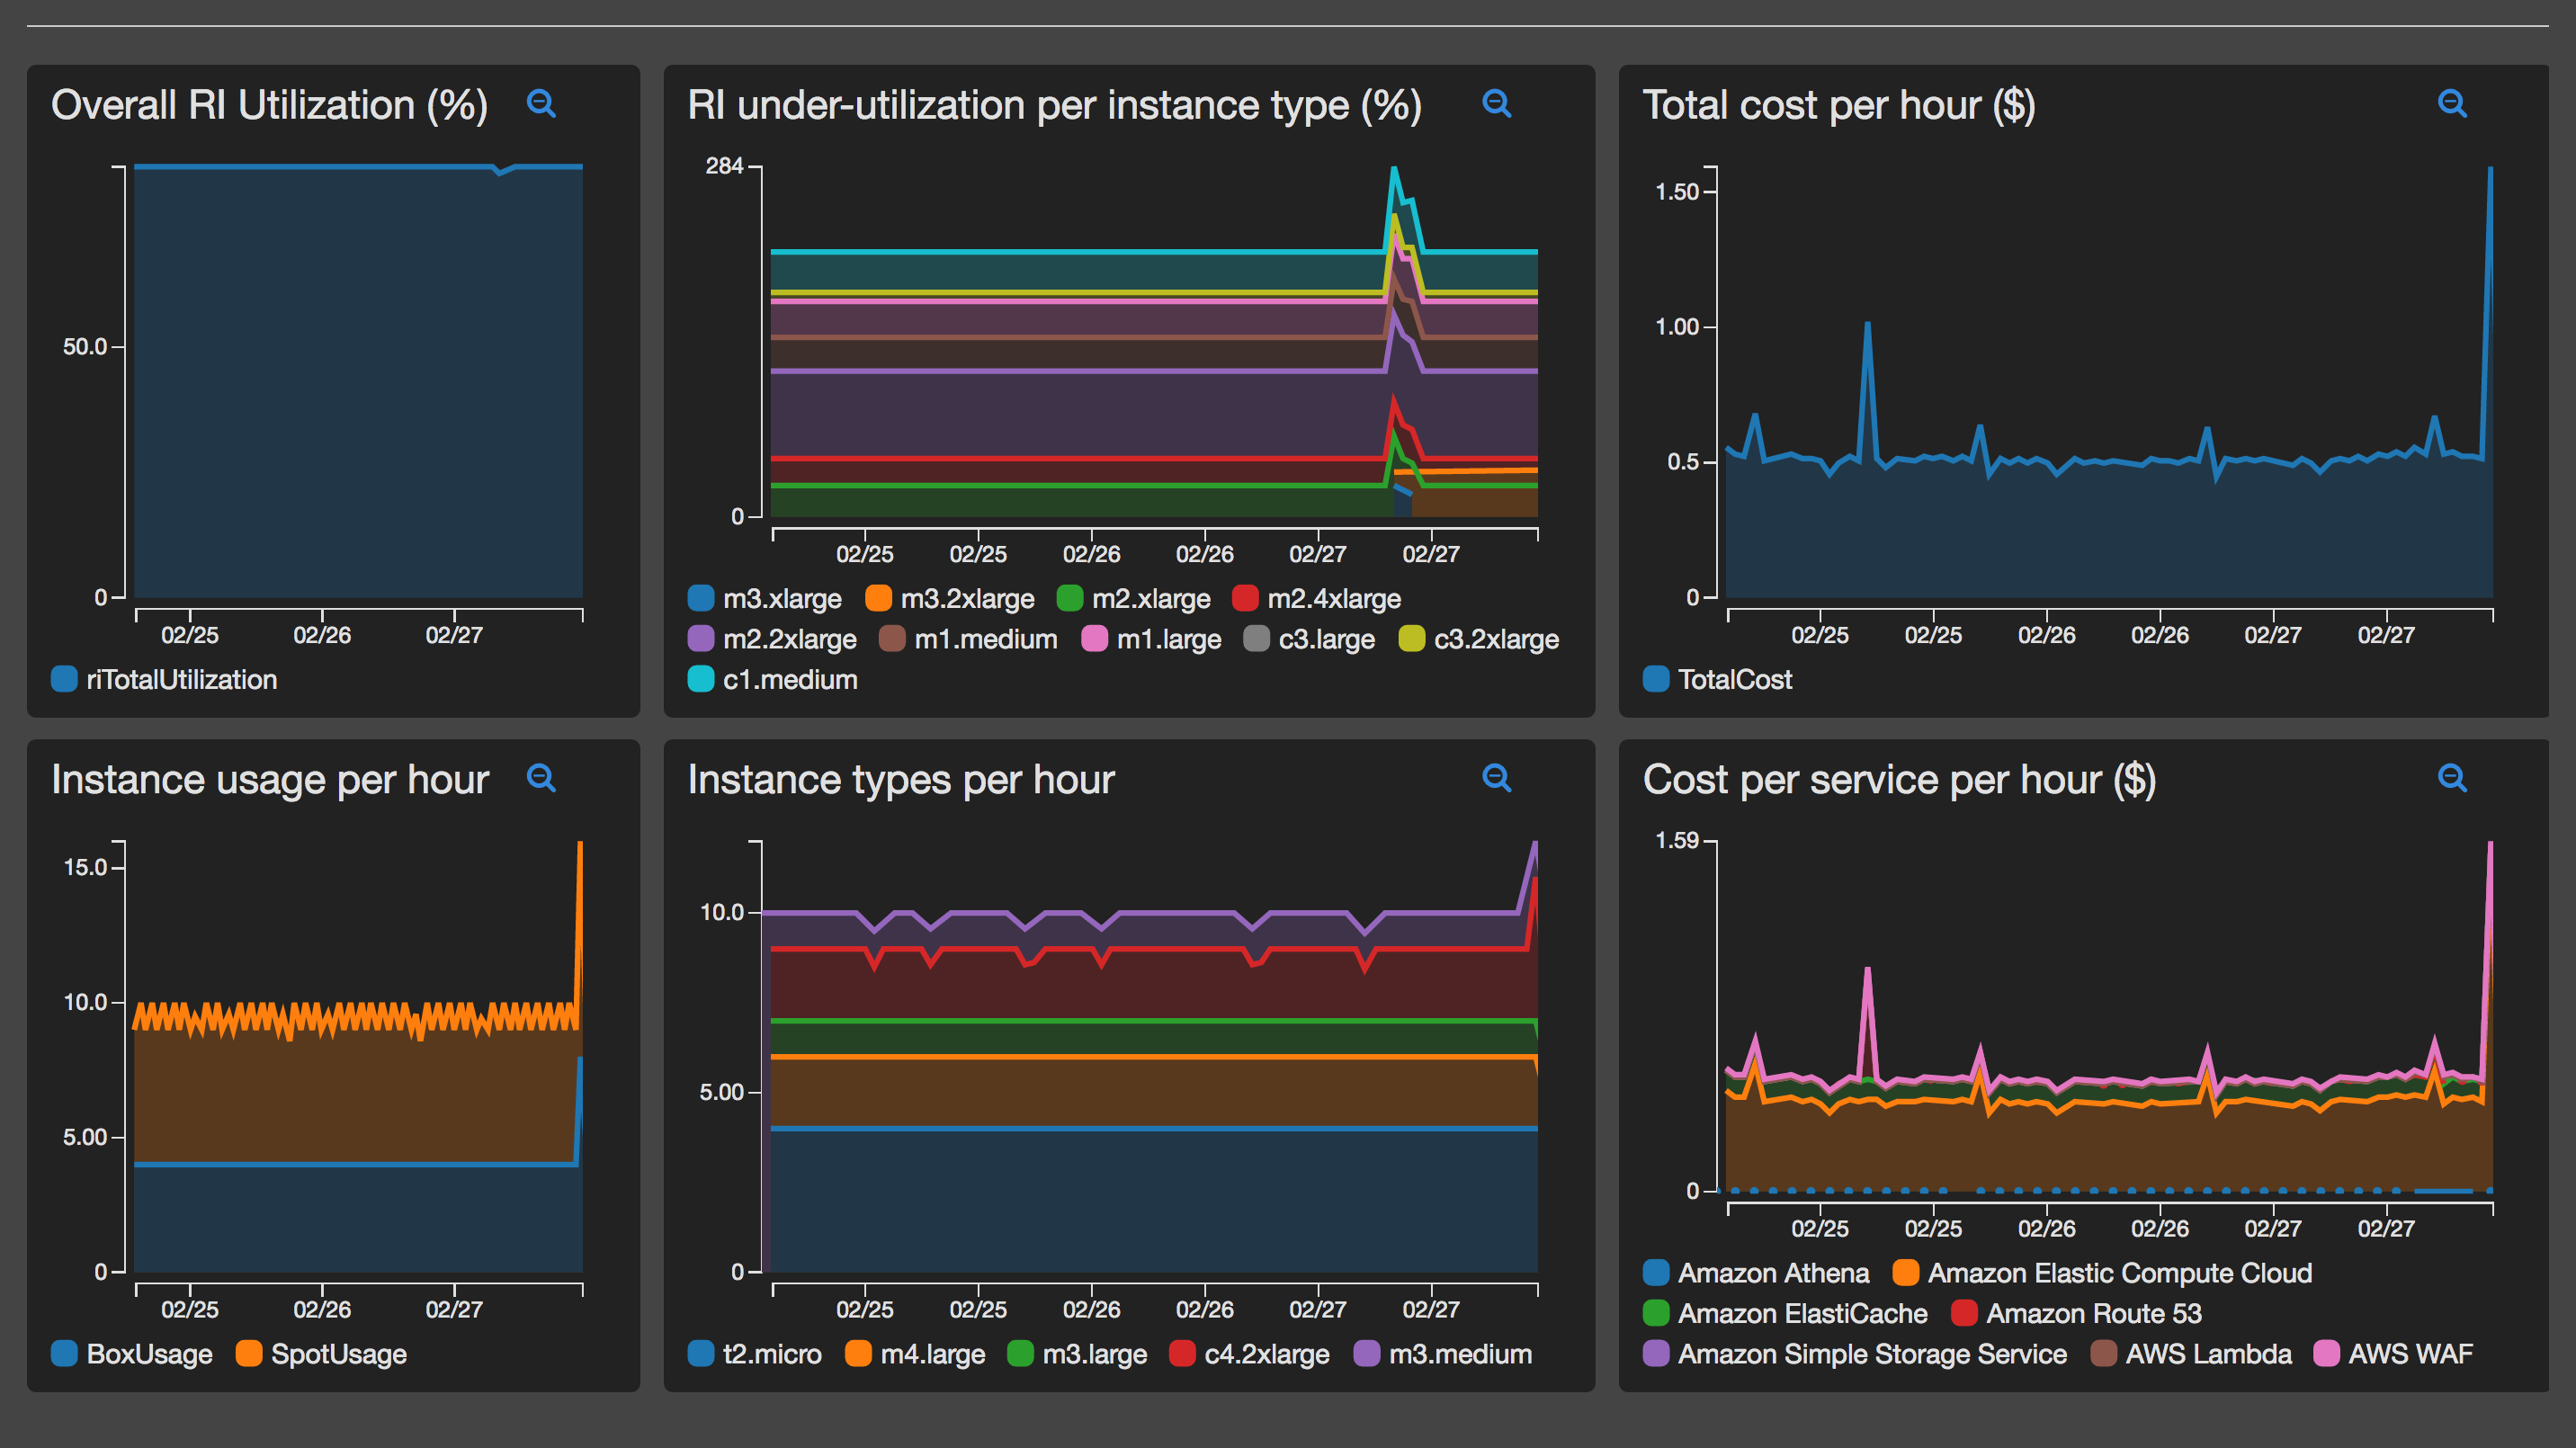 Overall RI Utilization (%)
50.0
0
02/25 02/26 02/27
riTotalUtilization
RI under-utilization per instance type (%)
284
0
02/25 02/25 02/26 02/26 02/27 02/27
m3.xlarge m3.2xlarge m2.xlarge m2.4xlarge
m2.2xlarge m1.medium m1.large c3.large c3.2xlarge
c1.medium
Total cost per hour ($)
1.50
1.00
0.5
0
02/25 02/25 02/26 02/26 02/27 02/27
TotalCost
Instance usage per hour
15.0
10.0
5.00
0
02/25 02/26 02/27
BoxUsage SpotUsage
Instance types per hour
10.0
5.00
0
02/25 02/25 02/26 02/26 02/27 02/27
t2.micro m4.large m3.large c4.2xlarge m3.medium
Cost per service per hour ($)
1.59
0
02/25 02/25 02/26 02/26 02/27 02/27
Amazon Athena Amazon Elastic Compute Cloud
Amazon ElastiCache Amazon Route 53
Amazon Simple Storage Service AWS Lambda AWS WAF